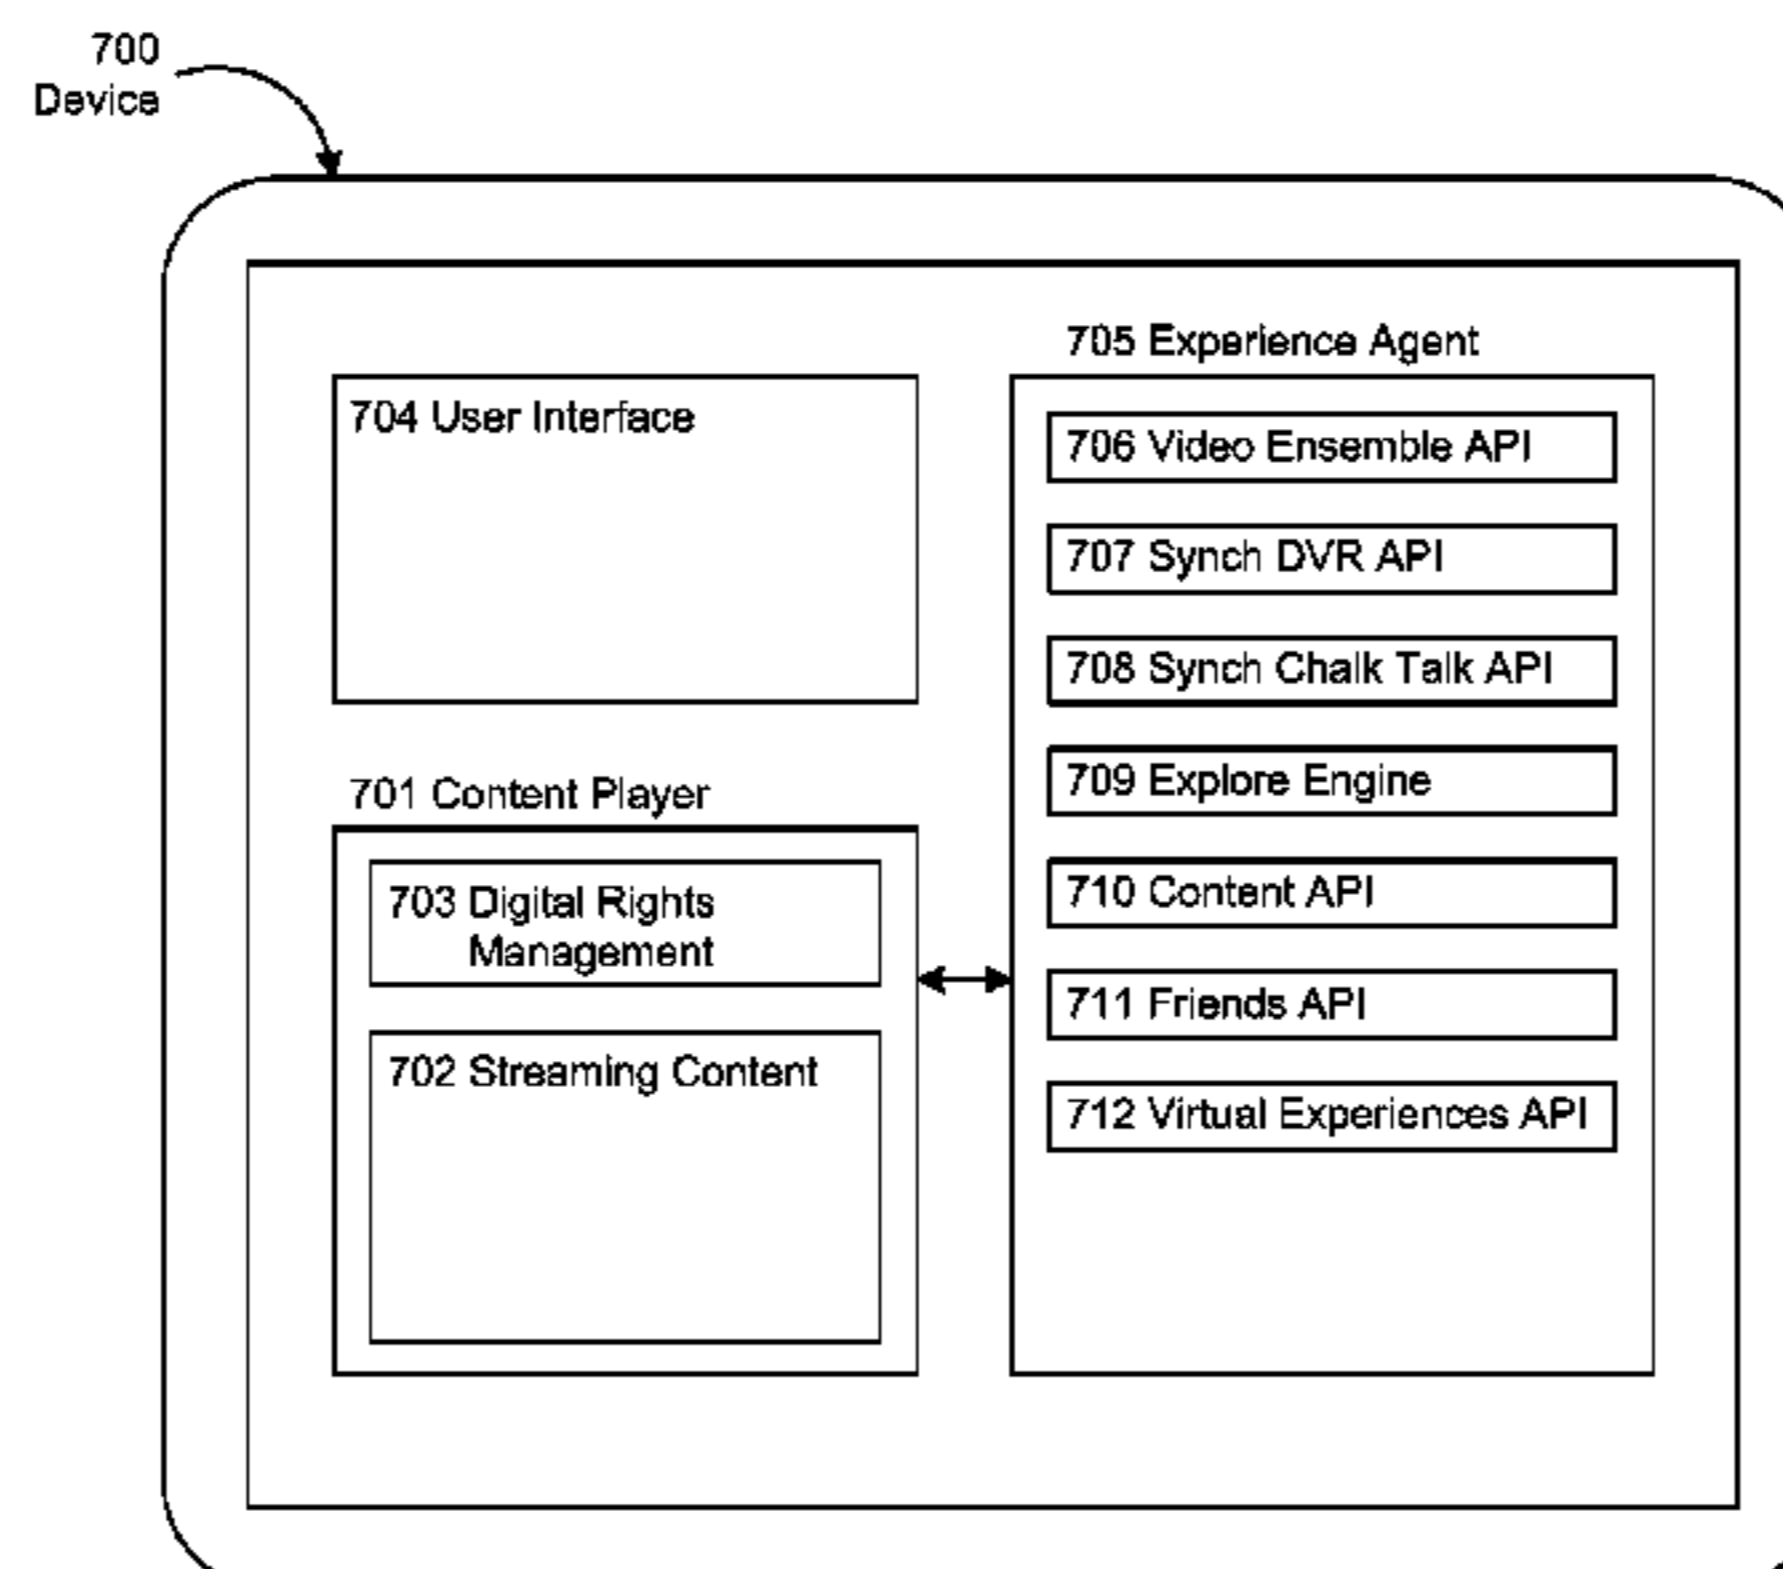 700
Device
705 Experience Agent
704 User Interface
706 Video Ensemble API
707 Synch DVR API
708 Synch Chalk Talk API
709 Explore Engine
710 Content API
711 Friends API
712 Virtual Experiences API
701 Content Player
703 Digital Rights
Management
702 Streaming Content